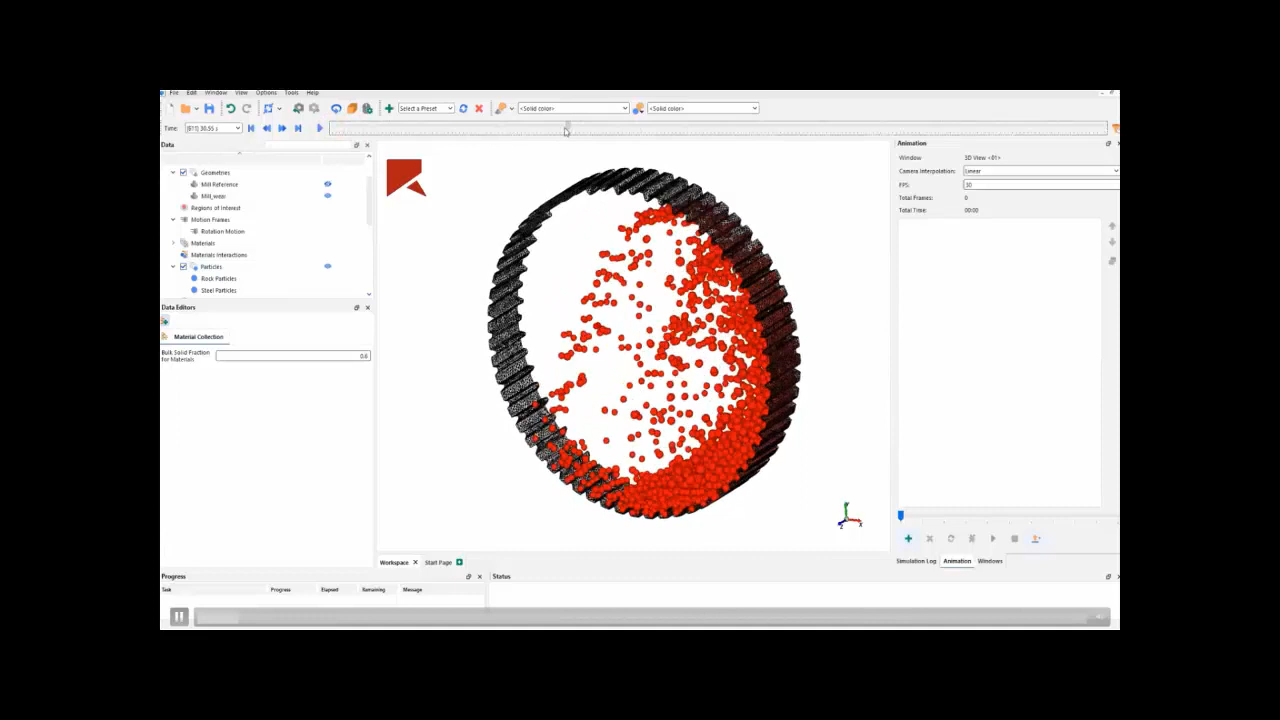 File Edit Window View Options Tools Help
Select a Preset <Solid color> <Solid color>
Time: [611] 30.55 s
Data
Geometries
Mill Reference
Mill_wear
Regions of Interest
Motion Frames
Rotation Motion
Materials
Materials Interactions
Particles
Rock Particles
Steel Particles
Data Editors
Material Collection
Bulk Solid Fraction
for Materials
0.6
Y
X
Z
Animation
Window 3D View <01>
Camera Interpolation: Linear
FPS: 30
Total Frames: 0
Total Time: 00:00
Workspace Start Page
Simulation Log Animation Windows
Progress
Task Progress Elapsed Remaining Message
Status